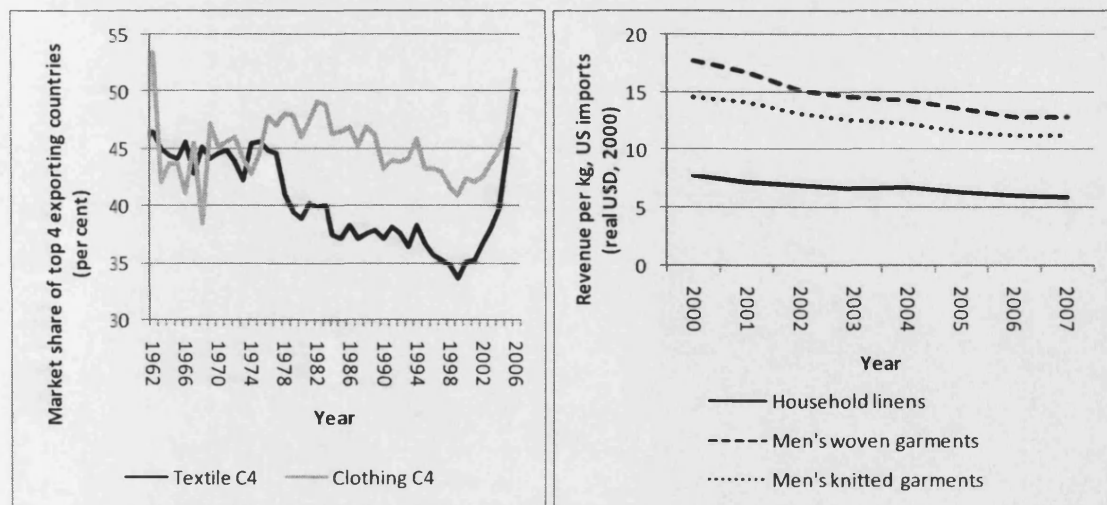 Market share of top 4 exporting countries
(per cent)
55
50
45
40
35
30
1962
1966
1970
1974
1978
1982
1986
1990
1994
1998
2002
2006
Year
Textile C4
Clothing C4
Revenue per kg, US imports
(real USD, 2000)
20
15
10
5
0
2000
2001
2002
2003
2004
2005
2006
2007
Year
Household linens
Men's woven garments
Men's knitted garments